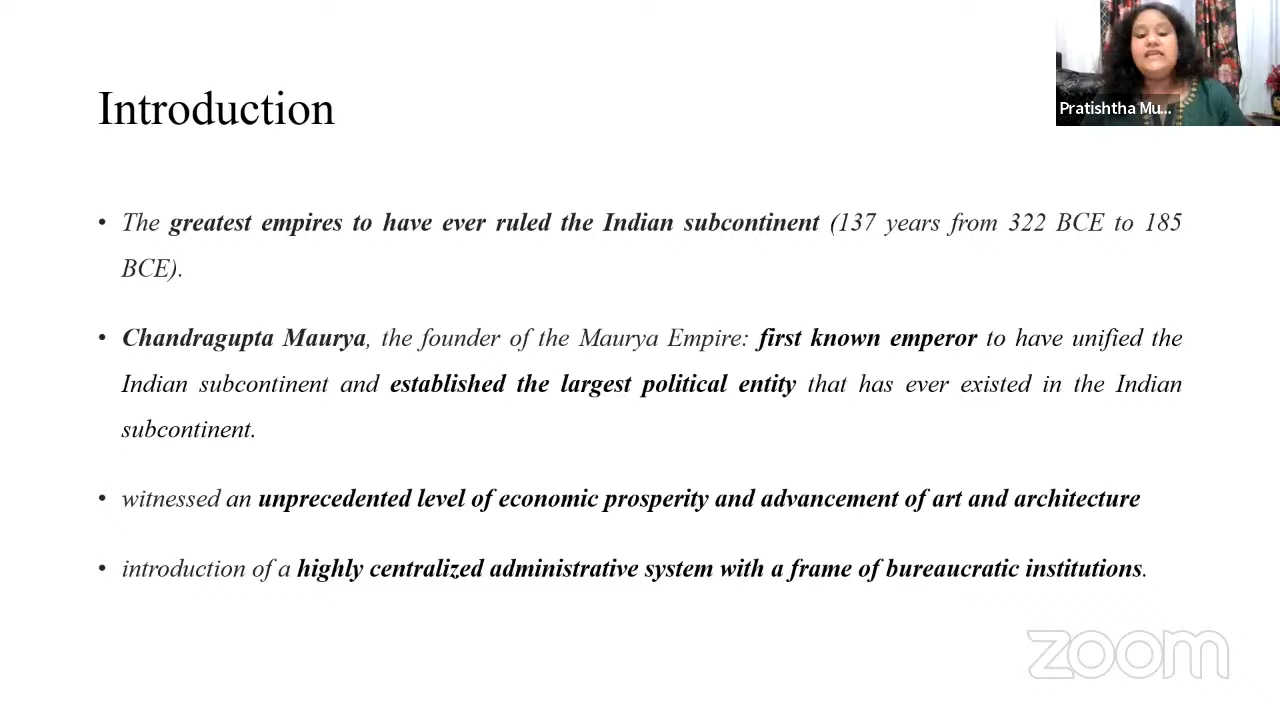 Pratishtha Mu...
Introduction
• The greatest empires to have ever ruled the Indian subcontinent (137 years from 322 BCE to 185
BCE).
• Chandragupta Maurya, the founder of the Maurya Empire: first known emperor to have unified the
Indian subcontinent and established the largest political entity that has ever existed in the Indian
subcontinent.
• witnessed an unprecedented level of economic prosperity and advancement of art and architecture
• introduction of a highly centralized administrative system with a frame of bureaucratic institutions.
zoom